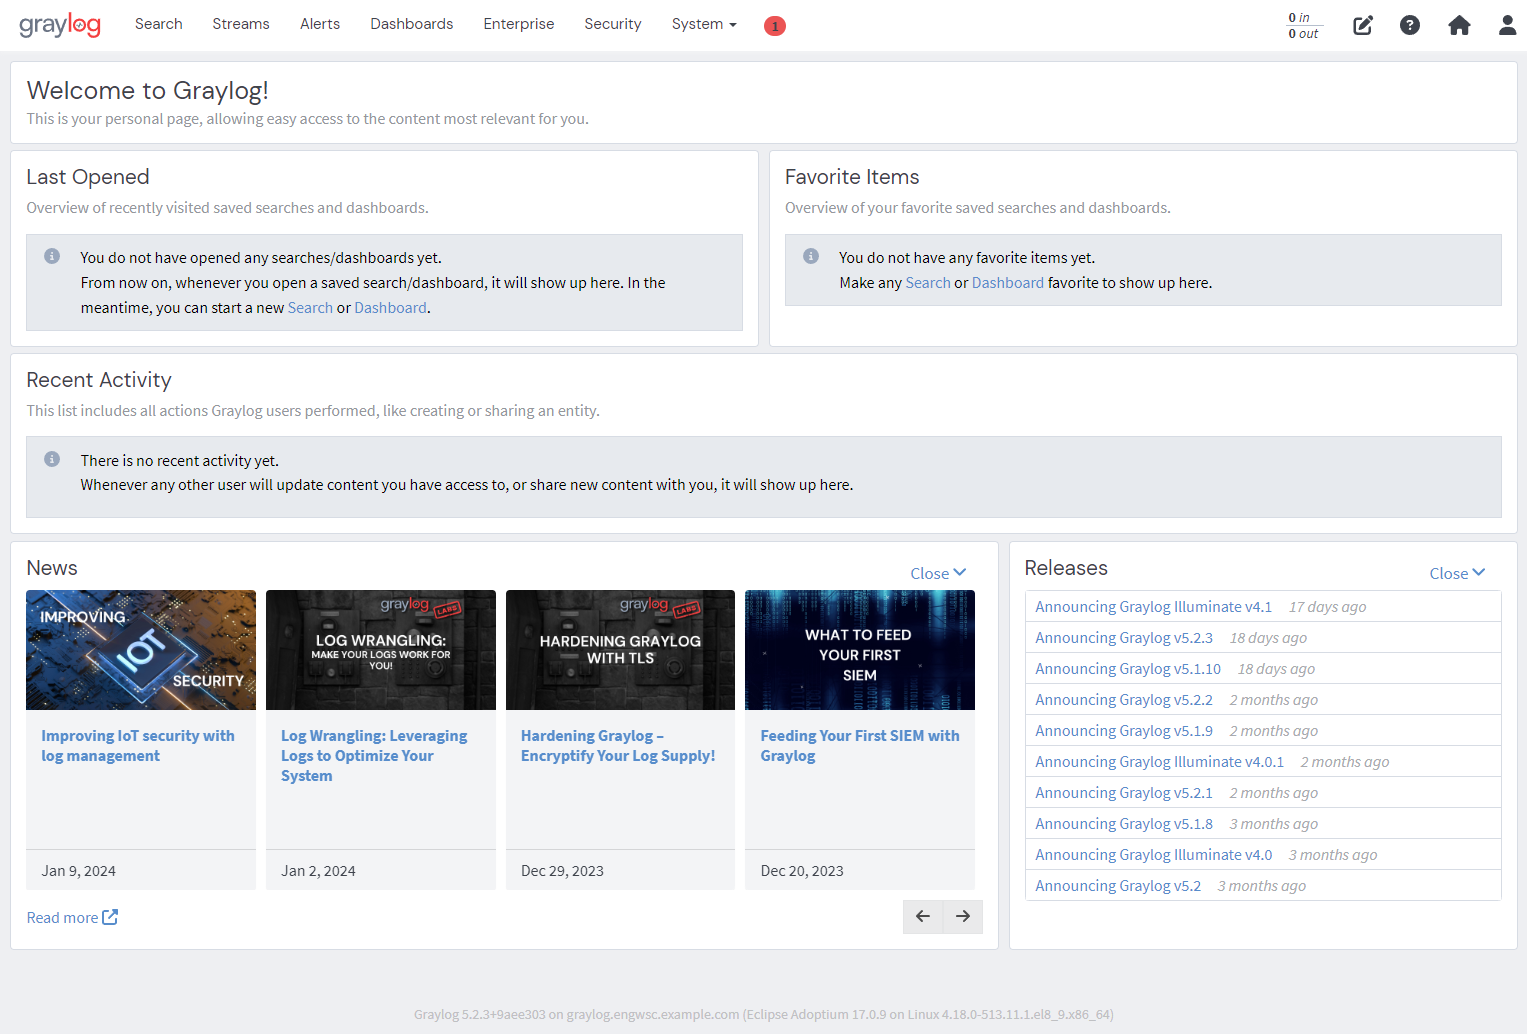 graylog Search Streams Alerts Dashboards Enterprise Security System 1 0 in
0 out
Welcome to Graylog!
This is your personal page, allowing easy access to the content most relevant for you.
Last Opened
Overview of recently visited saved searches and dashboards.
You do not have opened any searches/dashboards yet.
From now on, whenever you open a saved search/dashboard, it will show up here. In the
meantime, you can start a new Search or Dashboard.
Favorite Items
Overview of your favorite saved searches and dashboards.
You do not have any favorite items yet.
Make any Search or Dashboard favorite to show up here.
Recent Activity
This list includes all actions Graylog users performed, like creating or sharing an entity.
There is no recent activity yet.
Whenever any other user will update content you have access to, or share new content with you, it will show up here.
News
Close
IMPROVING
IOT
SECURITY
Improving IoT security with
log management
Jan 9, 2024
graylog LABS
LOG WRANGLING:
MAKE YOUR LOGS WORK FOR
YOU!
Log Wrangling: Leveraging
Logs to Optimize Your
System
Jan 2, 2024
graylog LABS
HARDENING GRAYLOG
WITH TLS
Hardening Graylog –
Encryptify Your Log Supply!
Dec 29, 2023
WHAT TO FEED
YOUR FIRST
SIEM
Feeding Your First SIEM with
Graylog
Dec 20, 2023
Read more
Releases
Close
Announcing Graylog Illuminate v4.1 17 days ago
Announcing Graylog v5.2.3 18 days ago
Announcing Graylog v5.1.10 18 days ago
Announcing Graylog v5.2.2 2 months ago
Announcing Graylog v5.1.9 2 months ago
Announcing Graylog Illuminate v4.0.1 2 months ago
Announcing Graylog v5.2.1 2 months ago
Announcing Graylog v5.1.8 3 months ago
Announcing Graylog Illuminate v4.0 3 months ago
Announcing Graylog v5.2 3 months ago
Graylog 5.2.3+9aee303 on graylog.engwsc.example.com (Eclipse Adoptium 17.0.9 on Linux 4.18.0-513.11.1.el8_9.x86_64)